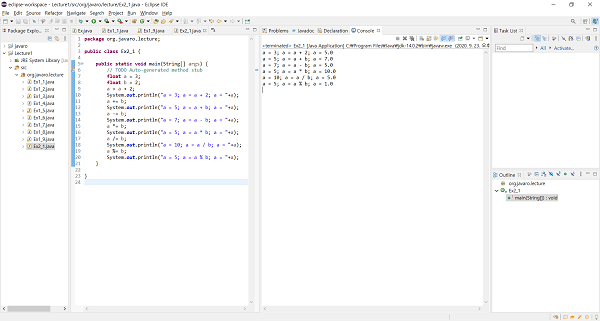 eclipse-workspace - Lecture1/src/org/javaro/lecture/Ex2_1.java - Eclipse IDE
File Edit Source Refactor Navigate Search Project Run Window Help
Package Explo...
javaro
Lecture1
JRE System Library
src
org.javaro.lecture
Ex1_1.java
Ex1_2.java
Ex1_3.java
Ex1_4.java
Ex1_5.java
Ex1_6.java
Ex1_7.java
Ex1_8.java
Ex2_1.java
Ex.java Ex1_1.java Ex1_8.java Ex2_1.java
1 package org.javaro.lecture;
2
3 public class Ex2_1 {
4
5 public static void main(String[] args) {
6 // TODO Auto-generated method stub
7 float a = 3;
8 float b = 2;
9 a = a + 2;
10 System.out.println("a = 3; a = a + 2; a = "+a);
11 a += b;
12 System.out.println("a = 5; a = a + b; a = "+a);
13 a -= b;
14 System.out.println("a = 7; a = a - b; a = "+a);
15 a *= b;
16 System.out.println("a = 5; a = a * b; a = "+a);
17 a /= b;
18 System.out.println("a = 10; a = a / b; a = "+a);
19 a %= b;
20 System.out.println("a = 5; a = a % b; a = "+a);
21 }
22
23 }
24
Problems Javadoc Declaration Console
<terminated> Ex2_1 [Java Application] C:\Program Files\Java\jdk-14.0.2\bin\javaw.exe (2020. 9. 23.
a = 3; a = a + 2; a = 5.0
a = 5; a = a + b; a = 7.0
a = 7; a = a - b; a = 5.0
a = 5; a = a * b; a = 10.0
a = 10; a = a / b; a = 5.0
a = 5; a = a % b; a = 1.0
Task List
Find All Activate...
Outline
org.javaro.lecture
Ex2_1
main(String[]) : void